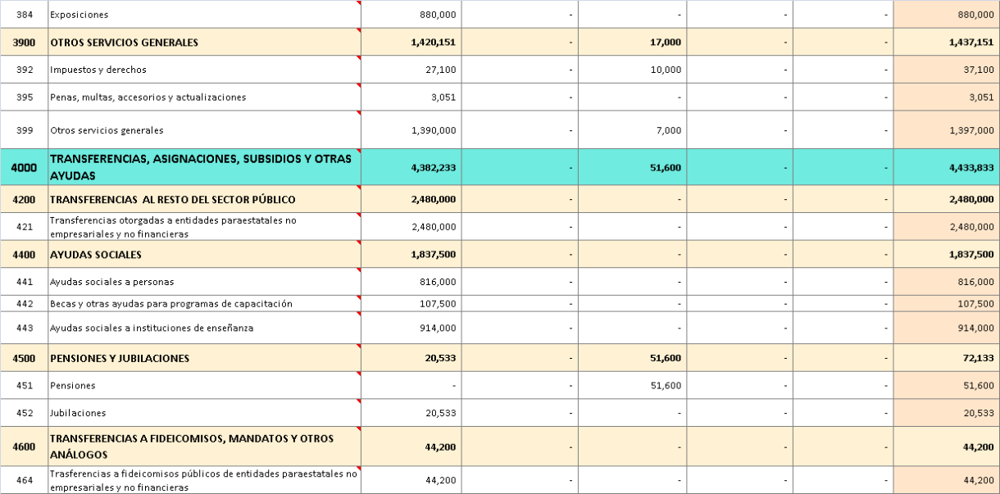 384 Exposiciones 880,000 - - - - 880,000
3900 OTROS SERVICIOS GENERALES 1,420,151 - 17,000 - - 1,437,151
392 Impuestos y derechos 27,100 - 10,000 - - 37,100
395 Penas, multas, accesorios y actualizaciones 3,051 - - - - 3,051
399 Otros servicios generales 1,390,000 - 7,000 - - 1,397,000
4000 TRANSFERENCIAS, ASIGNACIONES, SUBSIDIOS Y OTRAS
AYUDAS 4,382,233 - 51,600 - - 4,433,833
4200 TRANSFERENCIAS AL RESTO DEL SECTOR PÚBLICO 2,480,000 - - - - 2,480,000
421 Transferencias otorgadas a entidades paraestatales no
empresariales y no financieras 2,480,000 - - - - 2,480,000
4400 AYUDAS SOCIALES 1,837,500 - - - - 1,837,500
441 Ayudas sociales a personas 816,000 - - - - 816,000
442 Becas y otras ayudas para programas de capacitación 107,500 - - - - 107,500
443 Ayudas sociales a instituciones de enseñanza 914,000 - - - - 914,000
4500 PENSIONES Y JUBILACIONES 20,533 - 51,600 - - 72,133
451 Pensiones - - 51,600 - - 51,600
452 Jubilaciones 20,533 - - - - 20,533
4600 TRANSFERENCIAS A FIDEICOMISOS, MANDATOS Y OTROS
ANÁLOGOS 44,200 - - - - 44,200
464 Trasferencias a fideicomisos públicos de entidades paraestatales no
empresariales y no financieras 44,200 - - - - 44,200